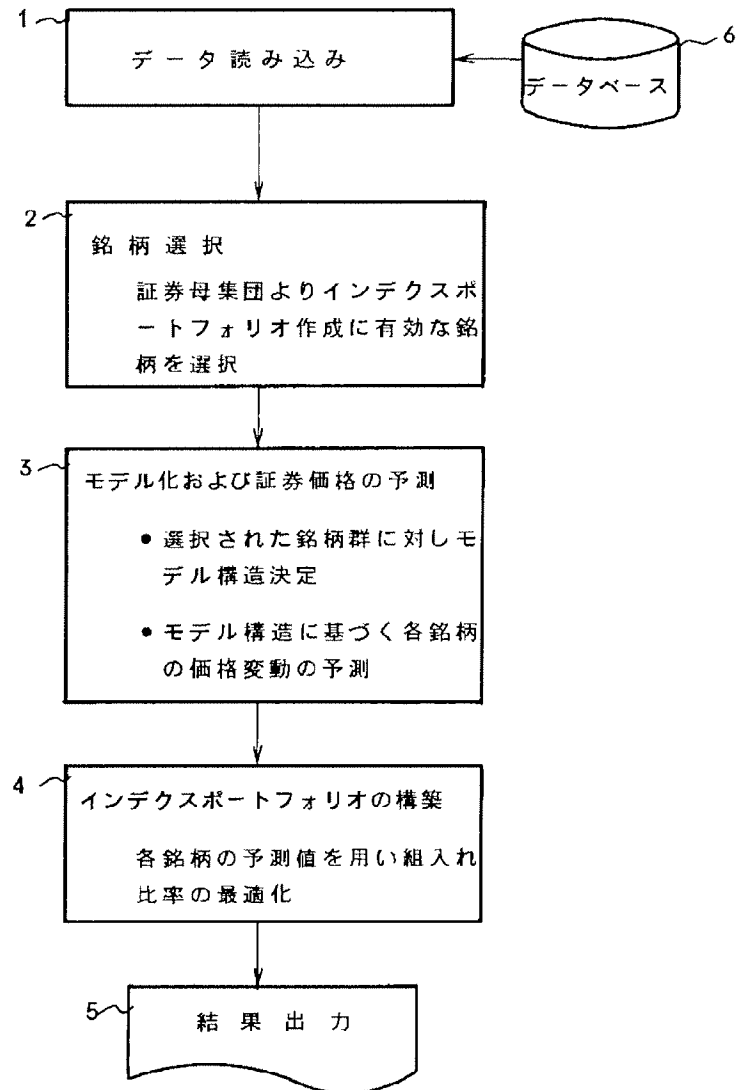 1
データ読み込み
6
データベース
2
銘柄選択
証券母集団よりインデクスポ
ートフォリオ作成に有効な銘
柄を選択
3
モデル化および証券価格の予測
● 選択された銘柄群に対しモ
デル構造決定
● モデル構造に基づく各銘柄
の価格変動の予測
4
インデクスポートフォリオの構築
各銘柄の予測値を用い組入れ
比率の最適化
5
結果出力